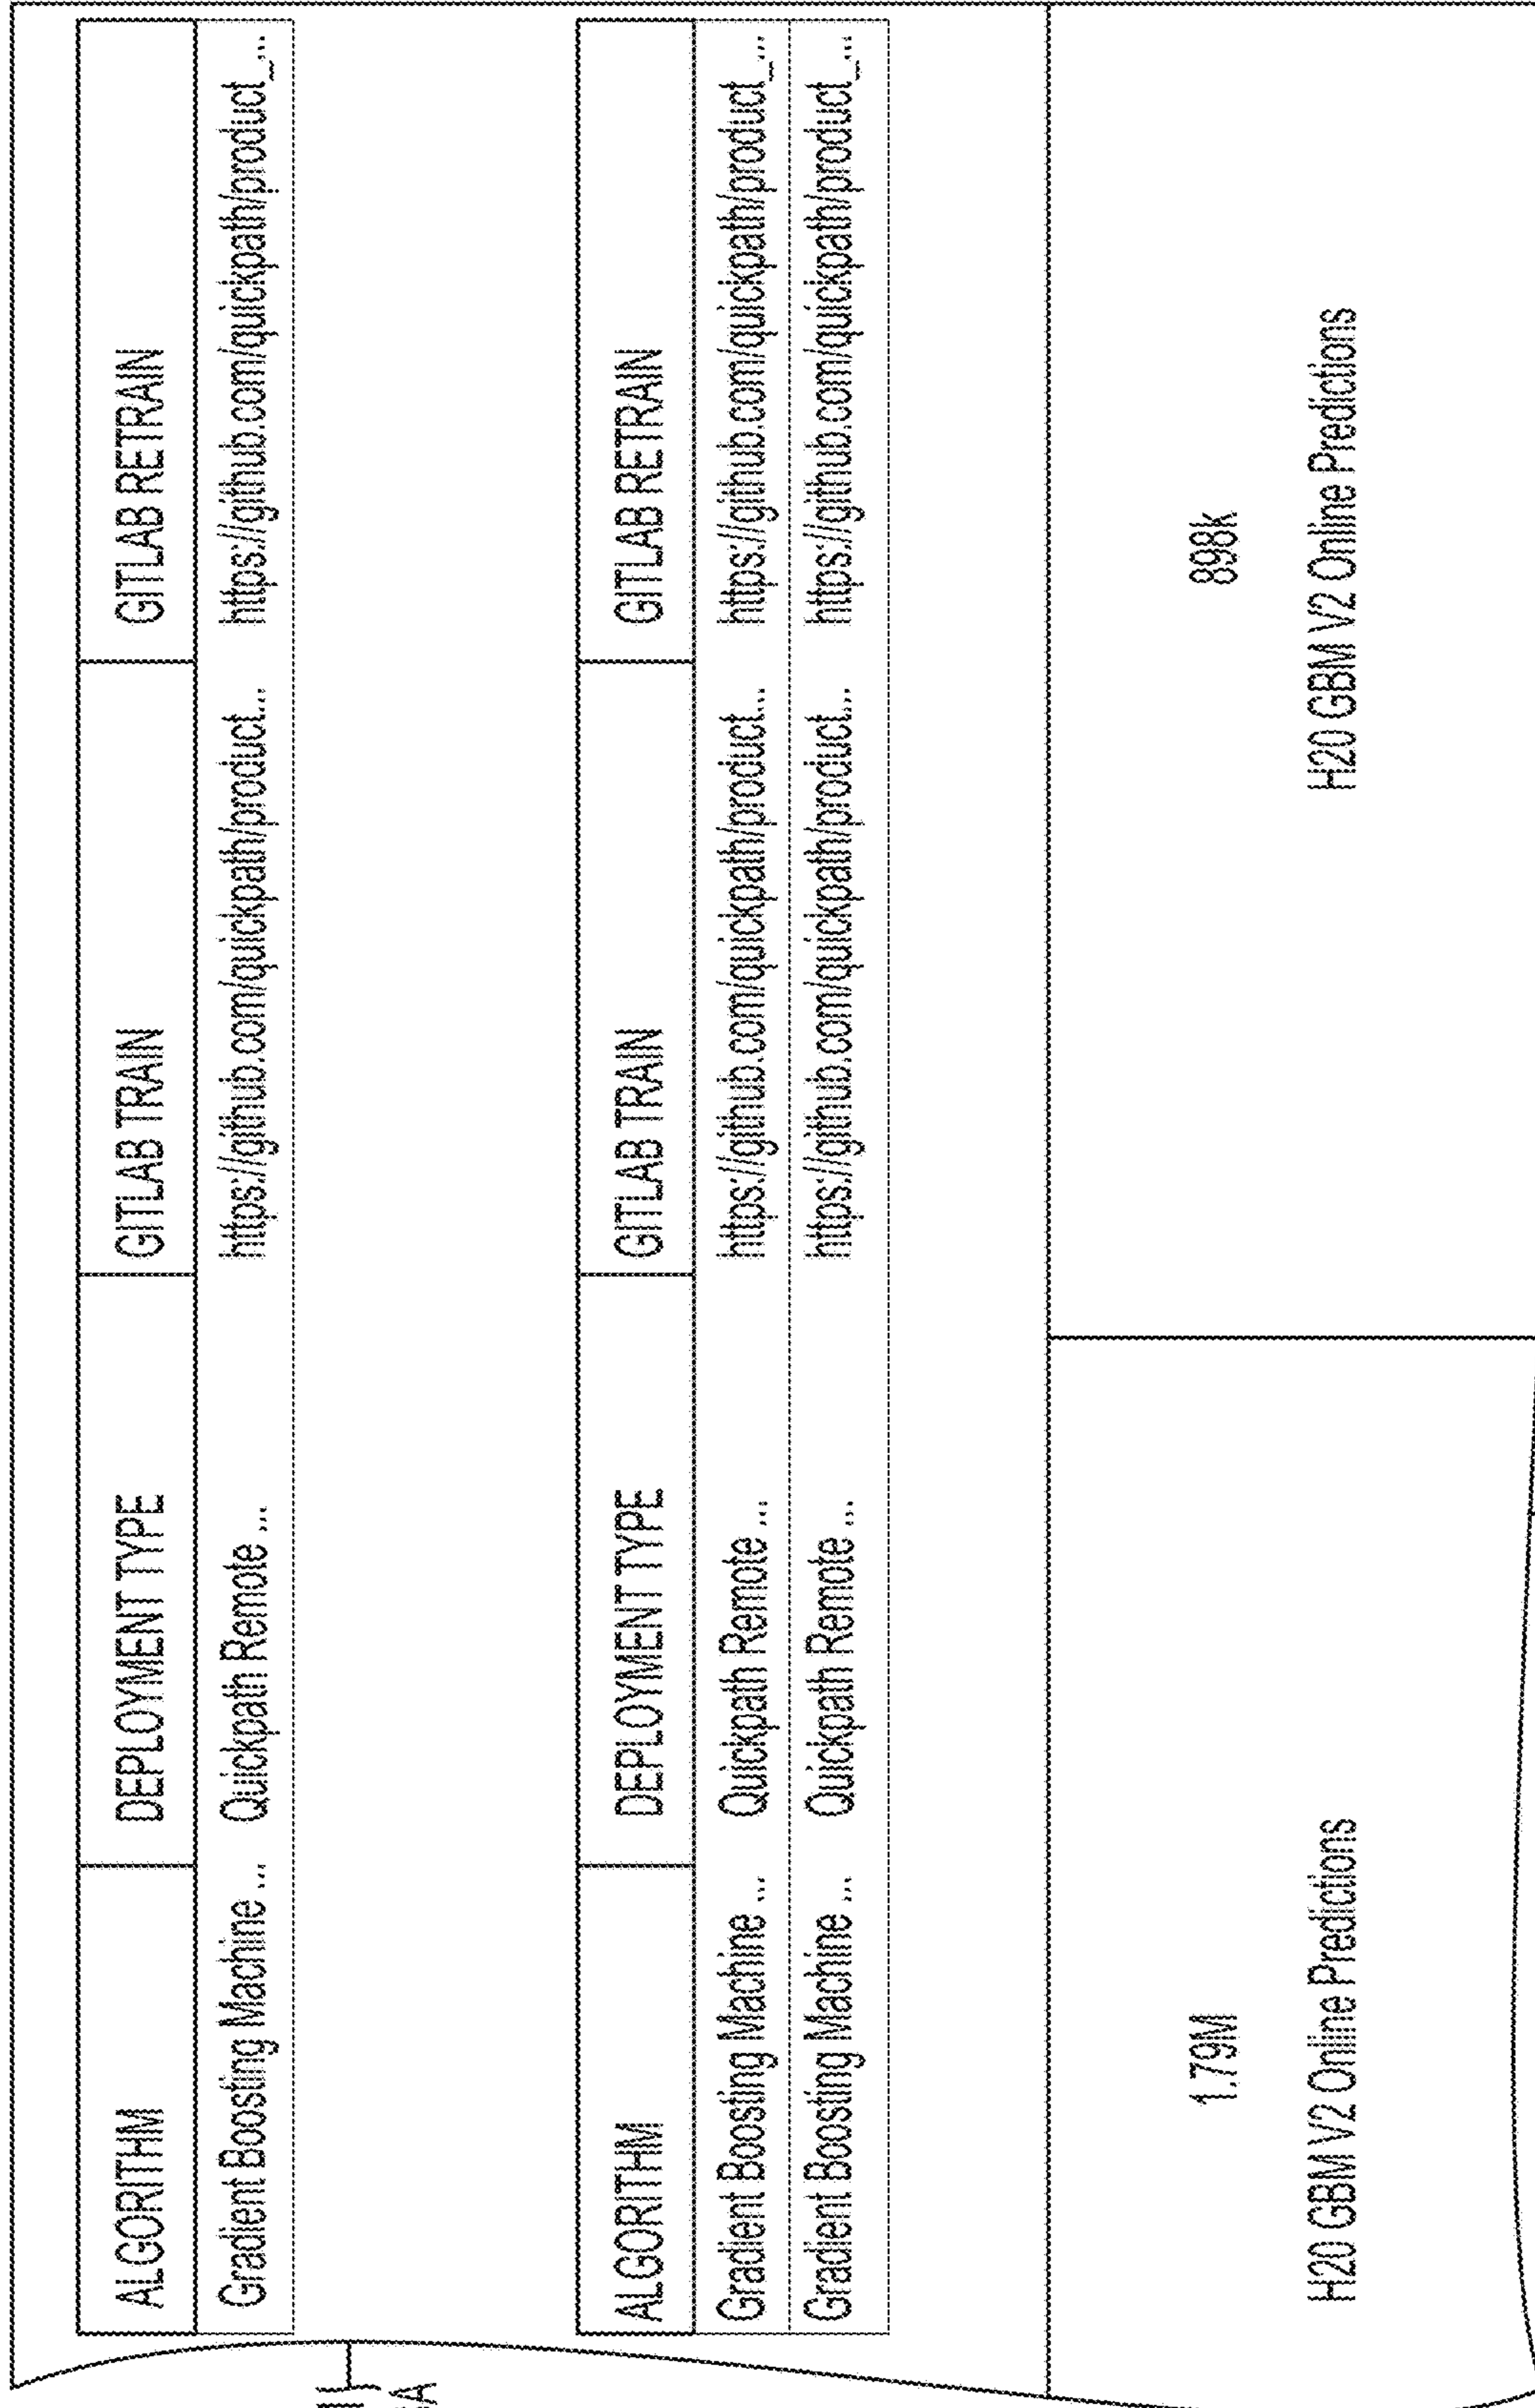 ALGORITHM DEPLOYMENT TYPE GITLAB TRAIN GITLAB RETRAIN
Gradient Boosting Machine ... Quickpath Remote ... https://github.com/quickpath/product... https://github.com/quickpath/product_...
ALGORITHM DEPLOYMENT TYPE GITLAB TRAIN GITLAB RETRAIN
Gradient Boosting Machine ... Quickpath Remote ... https://github.com/quickpath/product... https://github.com/quickpath/product_...
Gradient Boosting Machine ... Quickpath Remote ... https://github.com/quickpath/product... https://github.com/quickpath/product_...
1.79M 898k
H20 GBM V2 Online Predictions H20 GBM V2 Online Predictions